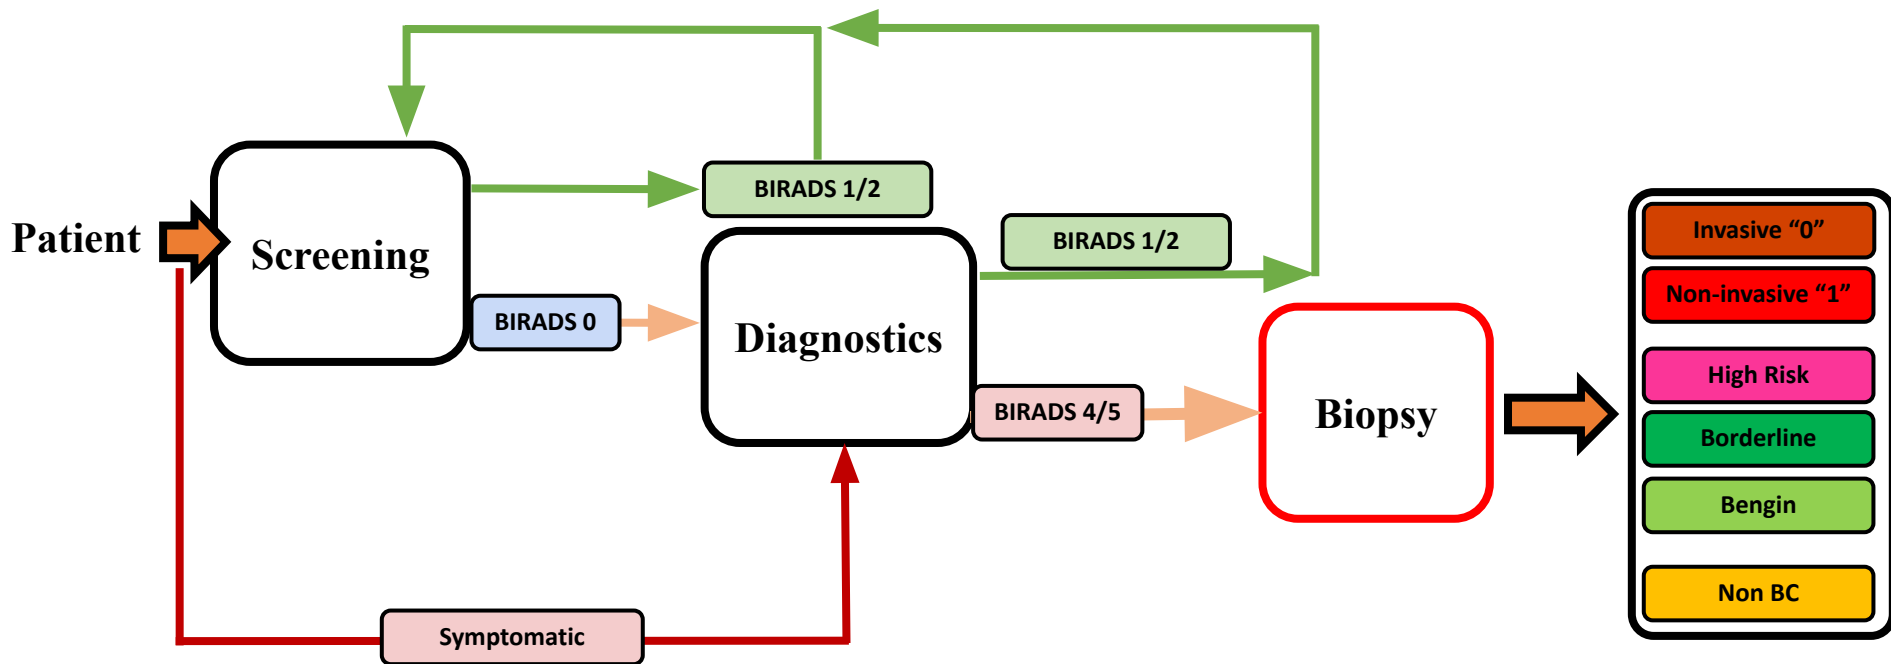 Patient
Screening
BIRADS 1/2
BIRADS 0
Diagnostics
BIRADS 1/2
BIRADS 4/5
Symptomatic
Biopsy
Invasive “0”
Non-invasive “1”
High Risk
Borderline
Bengin
Non BC